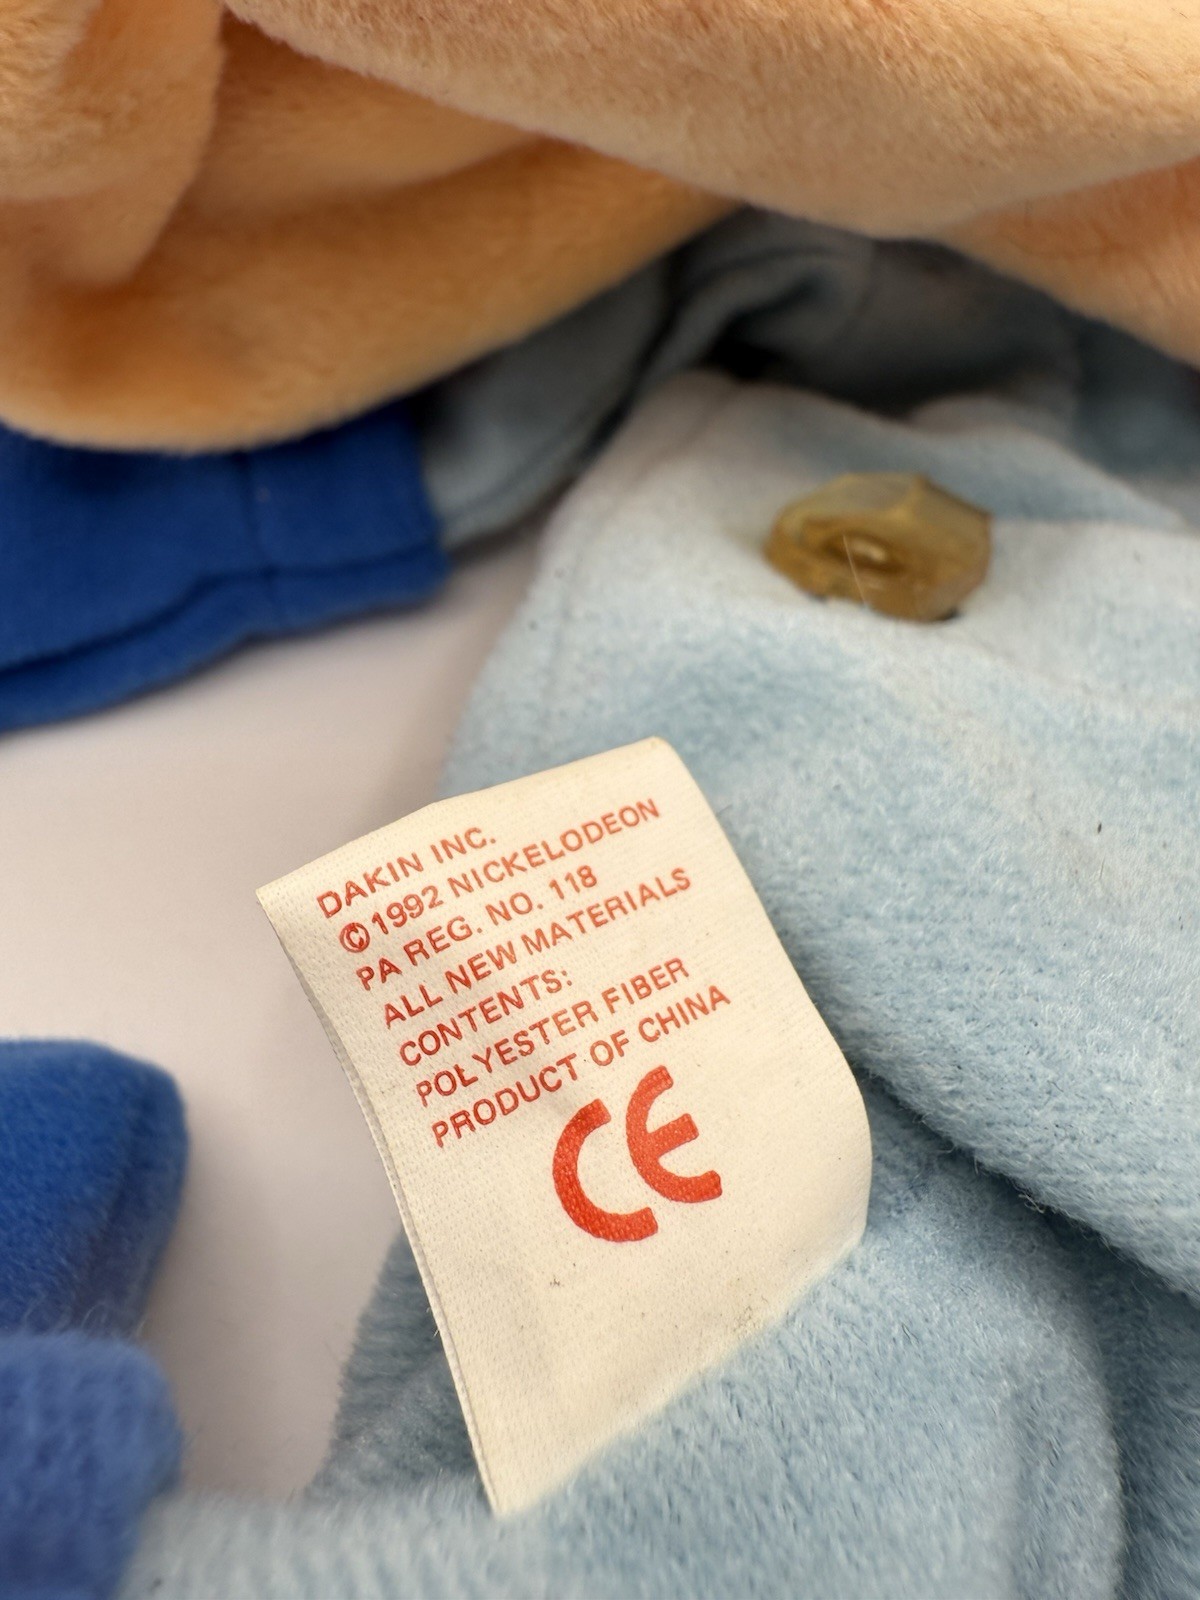 DAKIN INC.
©1992 NICKELODEON
PA REG. NO. 118
ALL NEW MATERIALS
CONTENTS:
POLYESTER FIBER
PRODUCT OF CHINA
CE